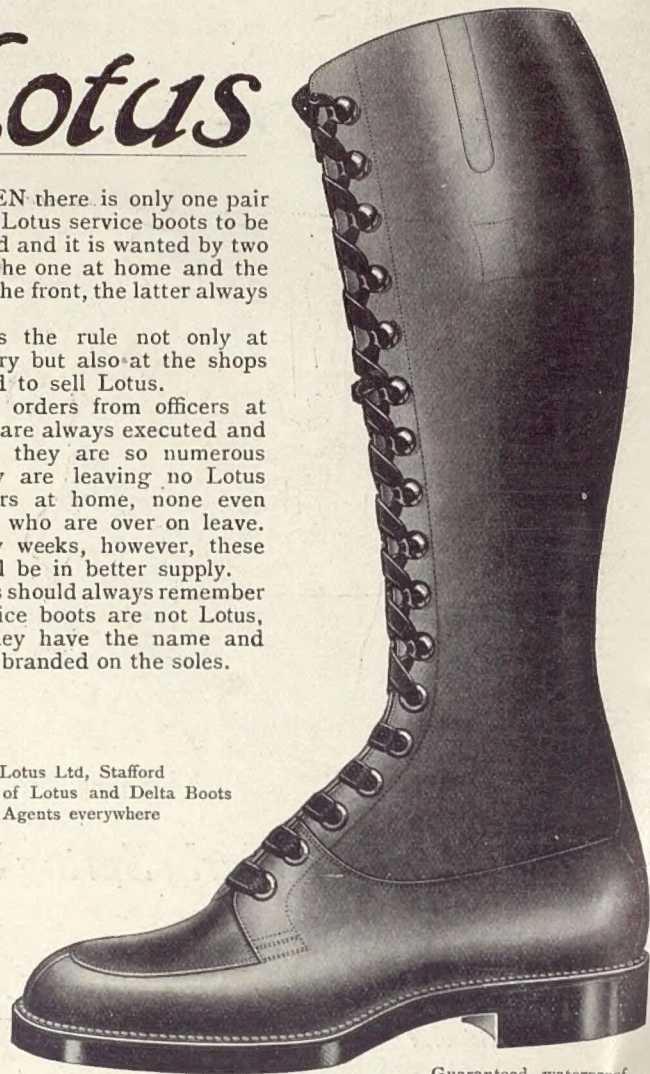 Lotus
EN there is only one pair
Lotus service boots to be
d and it is wanted by two
he one at home and the
he front, the latter always
s the rule not only at
ry but also at the shops
d to sell Lotus.
orders from officers at
are always executed and
they are so numerous
y are leaving no Lotus
rs at home, none even
who are over on leave.
y weeks, however, these
l be in better supply.
s should always remember
ice boots are not Lotus,
ey have the name and
branded on the soles.
Lotus Ltd, Stafford
of Lotus and Delta Boots
Agents everywhere
Guaranteed waterproof